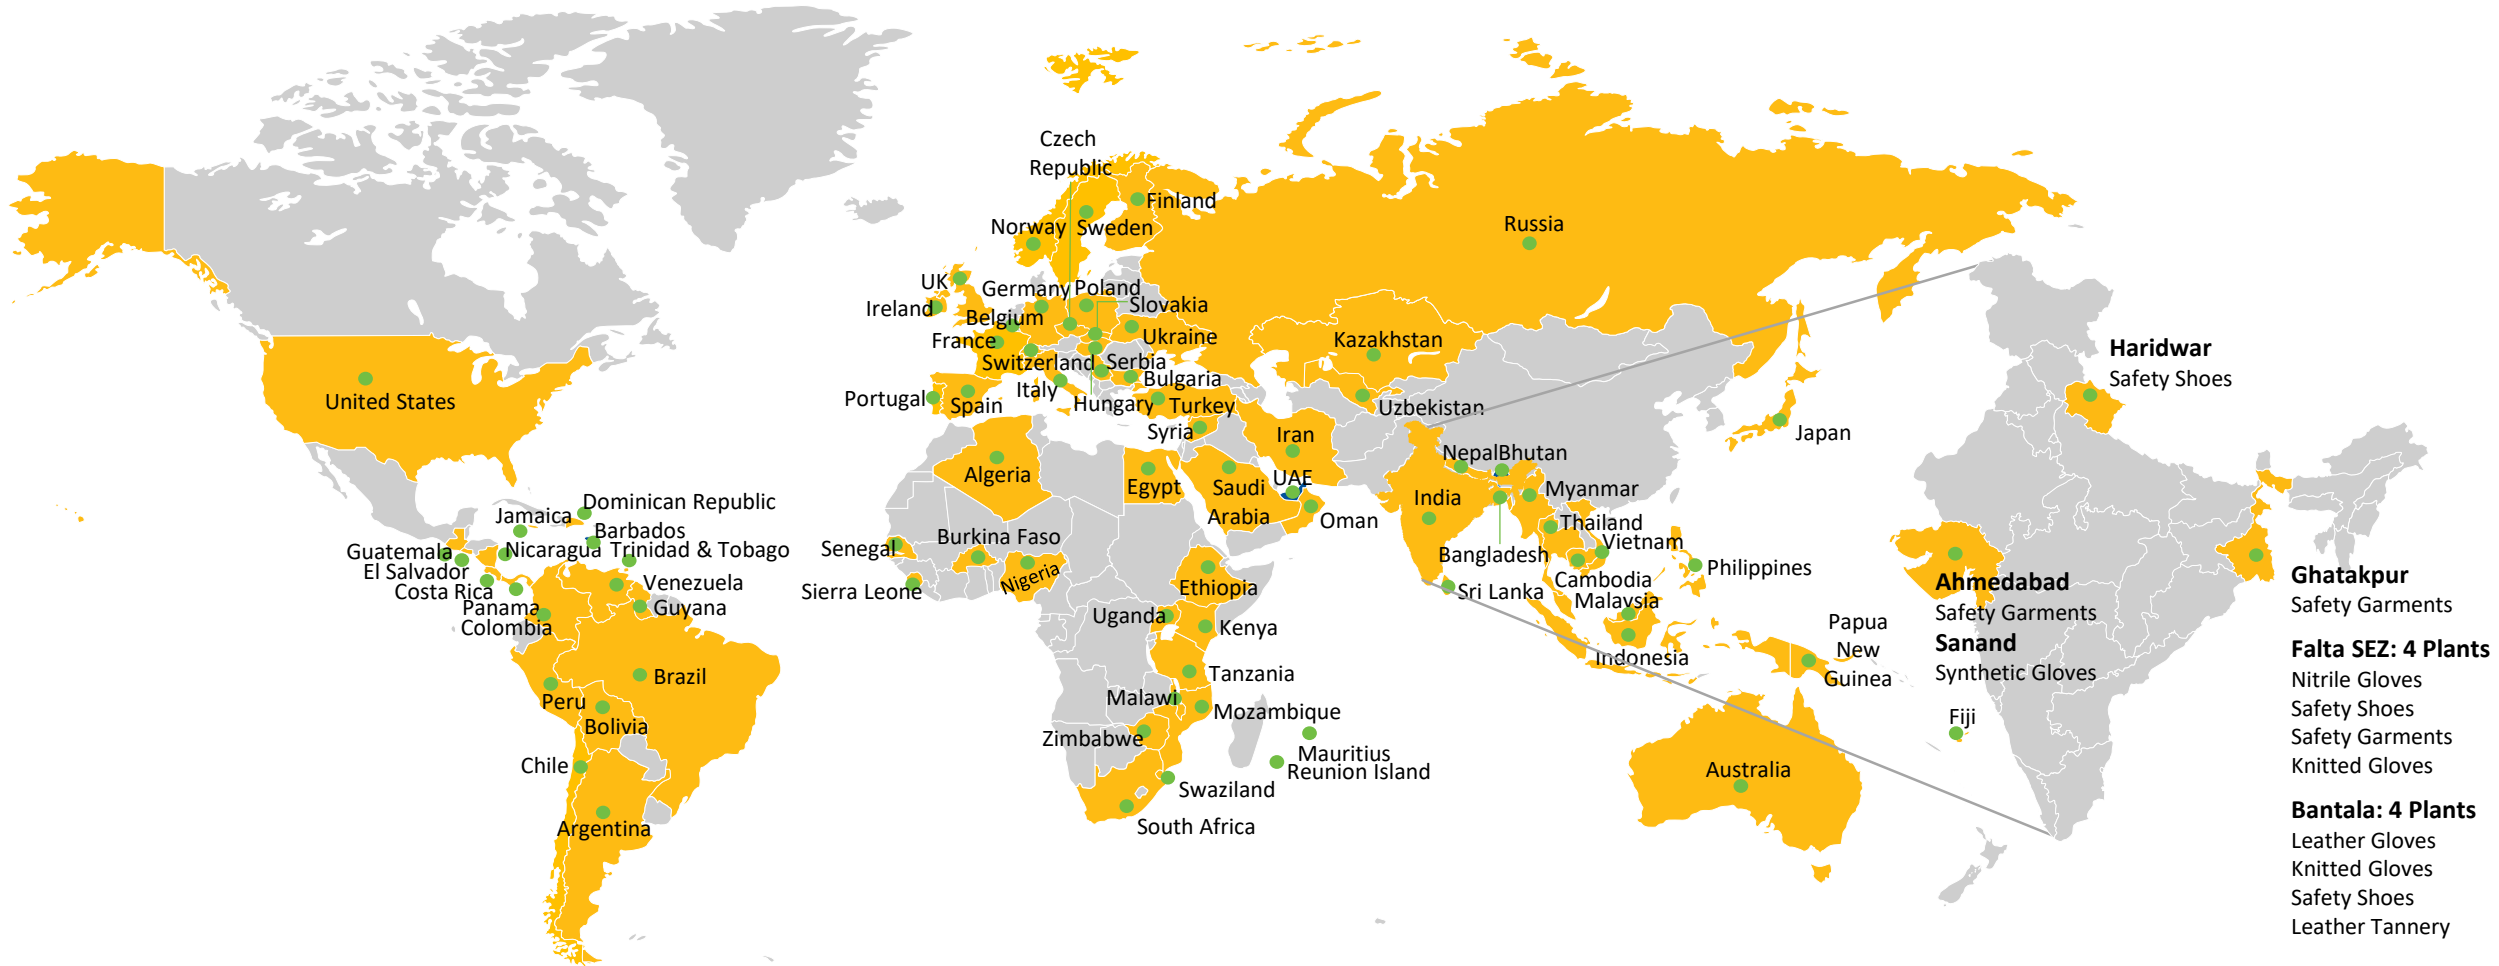 Czech
Republic
Finland
Norway
Sweden
Russia
UK
Germany
Poland
Ireland
Belgium
Slovakia
France
Ukraine
Kazakhstan
Switzerland
Serbia
Italy
Bulgaria
Portugal
Spain
Hungary
Turkey
Uzbekistan
United States
Syria
Iran
Japan
Algeria
Egypt
Saudi
Arabia
UAE
Oman
Nepal
Bhutan
India
Myanmar
Bangladesh
Thailand
Vietnam
Cambodia
Malaysia
Philippines
Sri Lanka
Indonesia
Papua
New
Guinea
Fiji
Australia
Dominican Republic
Jamaica
Barbados
Guatemala
Nicaragua
Trinidad & Tobago
El Salvador
Costa Rica
Venezuela
Panama
Guyana
Colombia
Brazil
Peru
Bolivia
Chile
Argentina
Senegal
Burkina Faso
Sierra Leone
Nigeria
Ethiopia
Uganda
Kenya
Tanzania
Malawi
Mozambique
Zimbabwe
Mauritius
Reunion Island
Swaziland
South Africa
Haridwar
Safety Shoes
Ahmedabad
Safety Garments
Sanand
Synthetic Gloves
Ghatakpur
Safety Garments
Falta SEZ: 4 Plants
Nitrile Gloves
Safety Shoes
Safety Garments
Knitted Gloves
Bantala: 4 Plants
Leather Gloves
Knitted Gloves
Safety Shoes
Leather Tannery